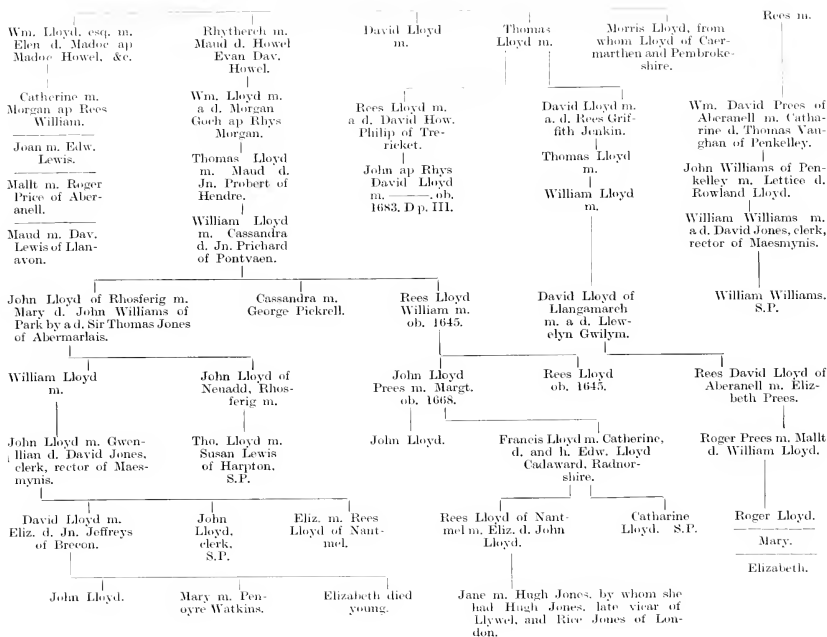 Wm. Lloyd, esq. m.
Elen d. Madoc ap
Madoc Howel, &c.
Rhytherch m.
Maud d. Howel
Evan Dav.
Howel.
David Lloyd
m.
Thomas
Lloyd m.
Morris Lloyd, from
whom Lloyd of Caer-
marthen and Pembroke-
shire.
Rees m.
Catherine m.
Morgan ap Rees
William.
Joan m. Edw.
Lewis.
Mallt m. Roger
Price of Aber-
anell.
Maud m. Dav.
Lewis of Llan-
avon.
Wm. Lloyd m.
a d. Morgan
Goch ap Rhys
Morgan.
Thomas Lloyd
m. Maud d.
Jn. Probert of
Hendre.
William Lloyd
m. Cassandra
d. Jn. Prichard
of Pontvaen.
Rees Lloyd m.
a d. David How.
Philip of Tre-
ricket.
John ap Rhys
David Lloyd
m. ———. ob.
1683. D p. III.
David Lloyd m.
a. d. Rees Grif-
fith Jenkin.
Thomas Lloyd
m.
William Lloyd
m.
Wm. David Prees of
Aberanell m. Catha-
rine d. Thomas Vau-
ghan of Penkelley.
John Williams of Pen-
kelley m. Lettice d.
Rowland Lloyd.
William Williams m.
a d. David Jones, clerk,
rector of Maesmynis.
John Lloyd of Rhosferig m.
Mary d. John Williams of
Park by a d. Sir Thomas Jones
of Abermarlais.
Cassandra m.
George Pickrell.
Rees Lloyd
William m.
ob. 1645.
David Lloyd of
Llangamarch
m. a d. Llew-
elyn Gwilym.
William Williams.
S.P.
William Lloyd
m.
John Lloyd of
Neuadd, Rhos-
ferig m.
John Lloyd
Prees m. Margt.
ob. 1668.
Rees Lloyd
ob. 1645.
Rees David Lloyd of
Aberanell m. Eliz-
beth Prees.
John Lloyd m. Gwen-
llian d. David Jones,
clerk, rector of Maes-
mynis.
Tho. Lloyd m.
Susan Lewis
of Harpton.
S.P.
John Lloyd.
Francis Lloyd m. Catherine,
d. and h. Edw. Lloyd
Cadaward, Radnor-
shire.
Roger Prees m. Mallt
d. William Lloyd.
David Lloyd m.
Eliz. d. Jn. Jeffreys
of Brecon.
John
Lloyd,
clerk,
S.P.
Eliz. m. Rees
Lloyd of Nant-
mel.
Rees Lloyd of Nant-
mel m. Eliz. d. John
Lloyd.
Catharine
Lloyd. S.P.
Roger Lloyd.
Mary.
Elizabeth.
John Lloyd.
Mary m. Pen-
oyre Watkins.
Elizabeth died
young.
Jane m. Hugh Jones, by whom she
had Hugh Jones, late vicar of
Llywel, and Rice Jones of Lon-
don.